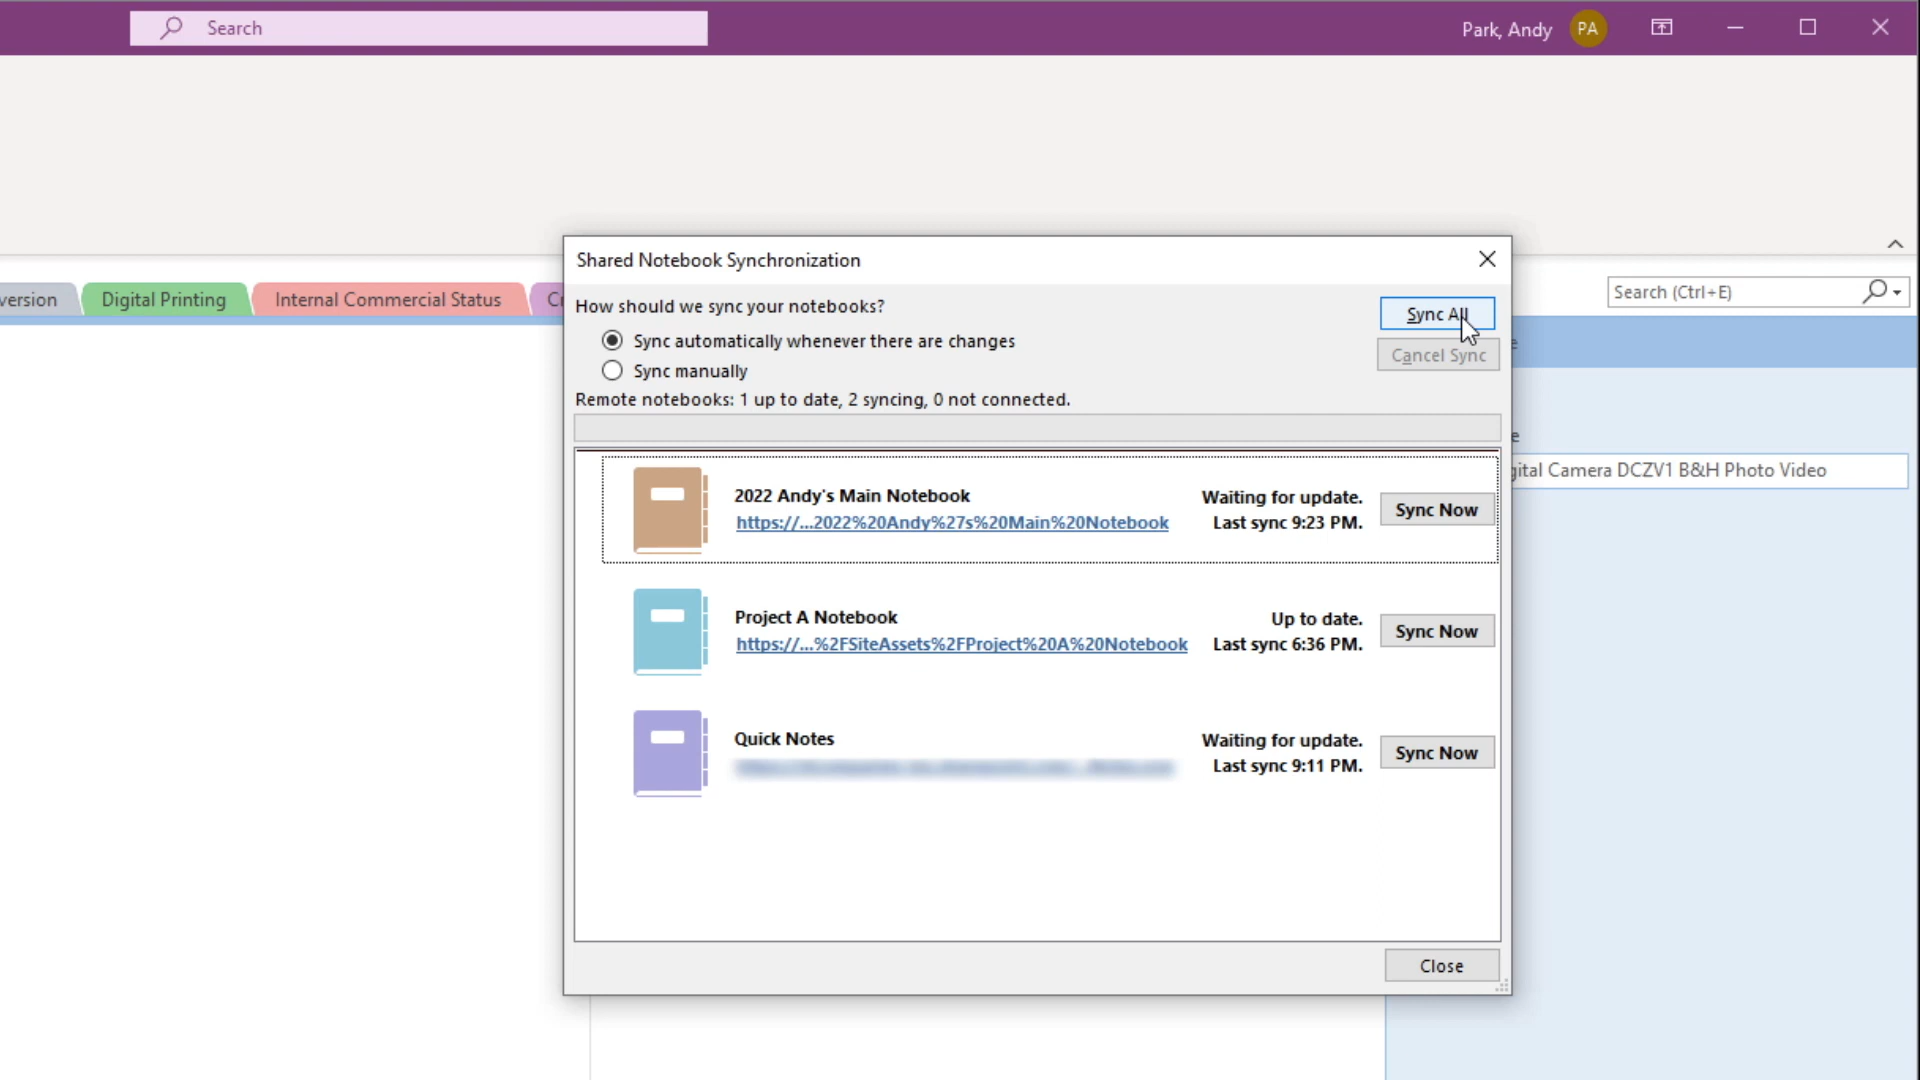 Search
Park, Andy
PA
version
Digital Printing
Internal Commercial Status
Search (Ctrl+E)
Shared Notebook Synchronization
How should we sync your notebooks?
Sync automatically whenever there are changes
Sync manually
Sync All
Cancel Sync
Remote notebooks: 1 up to date, 2 syncing, 0 not connected.
2022 Andy's Main Notebook
https://...2022%20Andy%27s%20Main%20Notebook
Waiting for update.
Last sync 9:23 PM.
Sync Now
Project A Notebook
https://...%2FSiteAssets%2FProject%20A%20Notebook
Up to date.
Last sync 6:36 PM.
Sync Now
Quick Notes
Waiting for update.
Last sync 9:11 PM.
Sync Now
Close
gital Camera DCZV1 B&H Photo Video